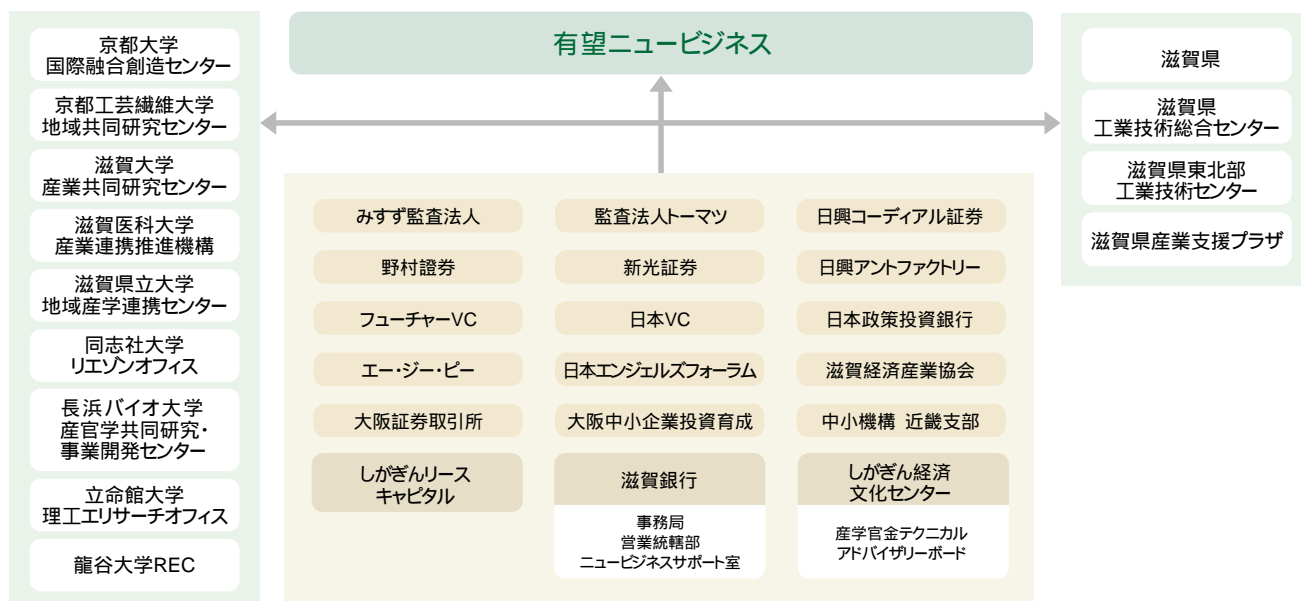 京都大学
国際融合創造センター
京都工芸繊維大学
地域共同研究センター
滋賀大学
産業共同研究センター
滋賀医科大学
産業連携推進機構
滋賀県立大学
地域産学連携センター
同志社大学
リエゾンオフィス
長浜バイオ大学
産官学共同研究・
事業開発センター
立命館大学
理工エリサーチオフィス
龍谷大学REC
有望ニュービジネス
みすず監査法人
監査法人トーマツ
日興コーディアル証券
野村證券
新光証券
日興アントファクトリー
フューチャーVC
日本VC
日本政策投資銀行
エー・ジー・ピー
日本エンジェルズフォーラム
滋賀経済産業協会
大阪証券取引所
大阪中小企業投資育成
中小機構 近畿支部
しがぎんリース
キャピタル
滋賀銀行
事務局
営業統轄部
ニュービジネスサポート室
しがぎん経済
文化センター
産学官金テクニカル
アドバイザリーボード
滋賀県
滋賀県
工業技術総合センター
滋賀県東北部
工業技術センター
滋賀県産業支援プラザ